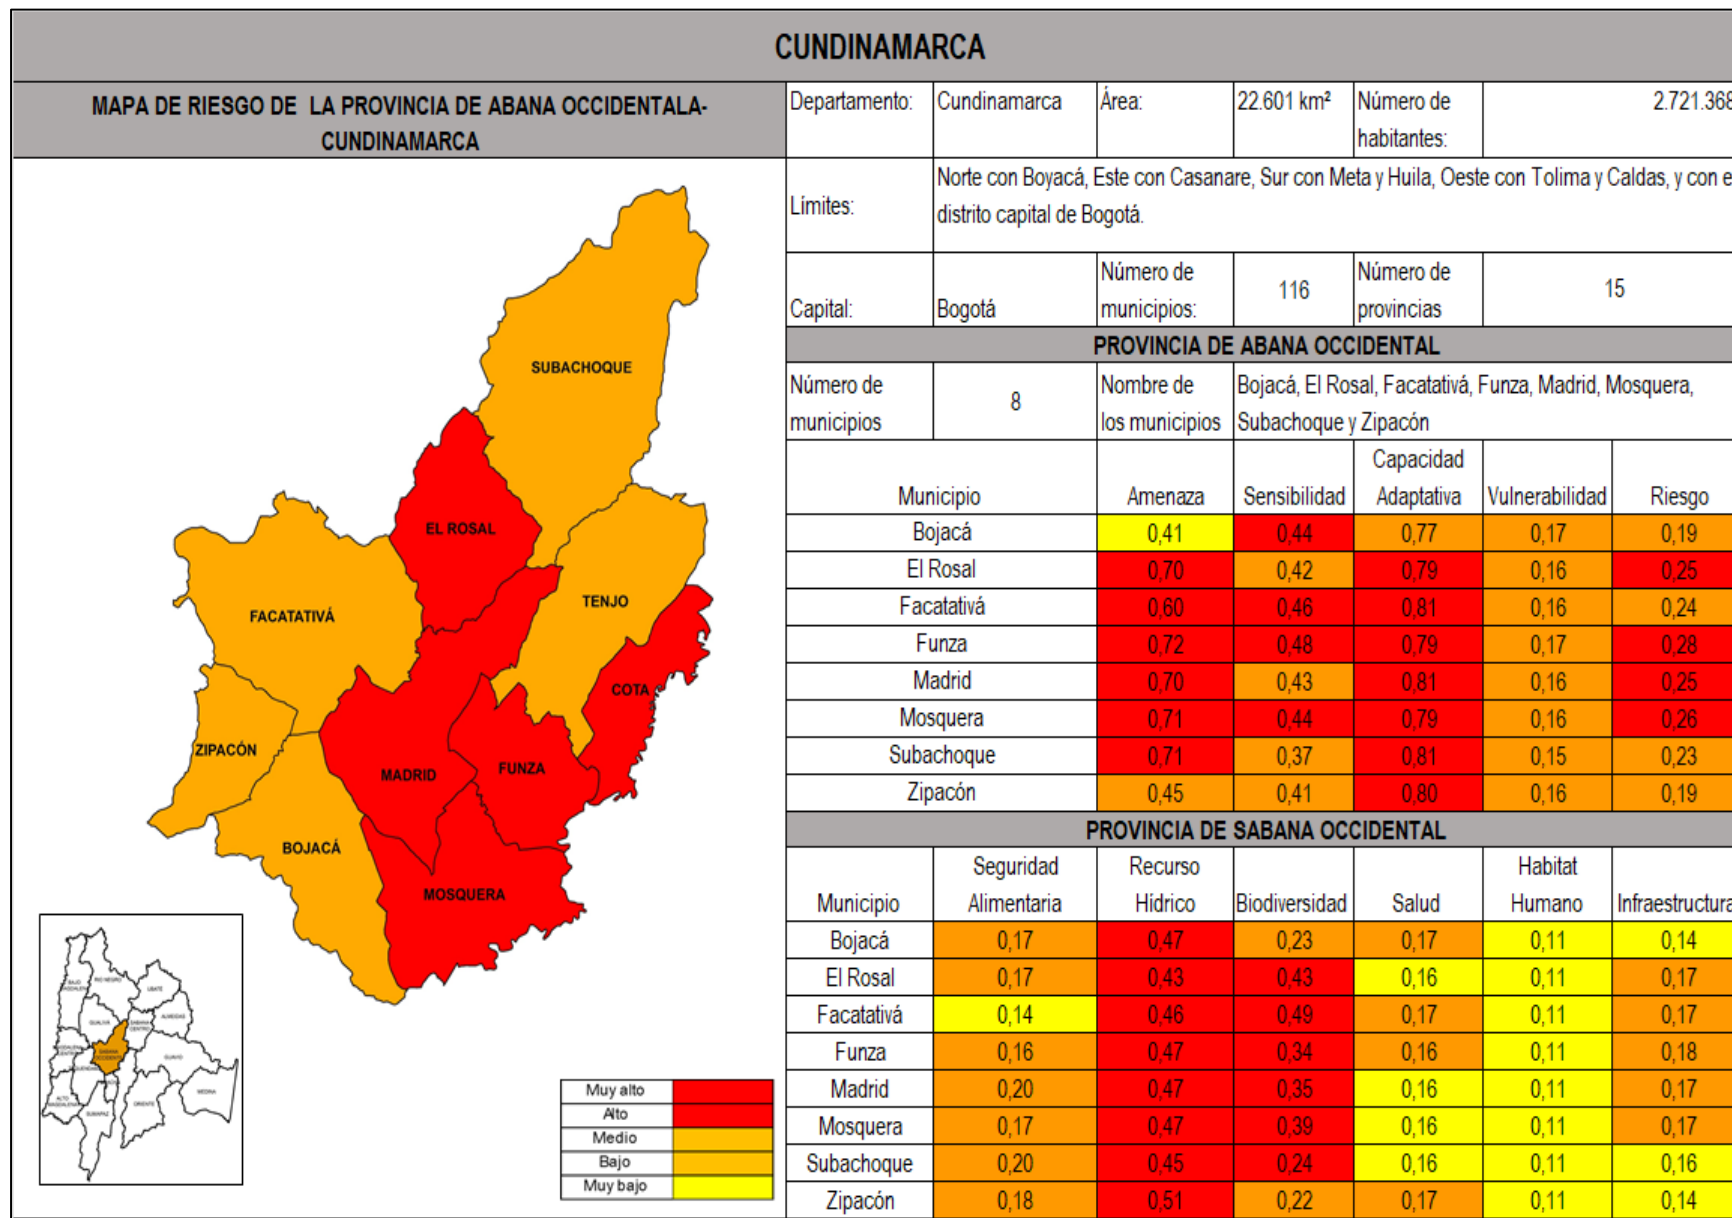 CUNDINAMARCA
MAPA DE RIESGO DE LA PROVINCIA DE ABANA OCCIDENTALA-
CUNDINAMARCA
Departamento: Cundinamarca Área: 22.601 km² Número de habitantes: 2.721.368
Límites: Norte con Boyacá, Este con Casanare, Sur con Meta y Huila, Oeste con Tolima y Caldas, y con e
distrito capital de Bogotá.
Capital: Bogotá Número de municipios: 116 Número de provincias 15
PROVINCIA DE ABANA OCCIDENTAL
Número de municipios 8 Nombre de los municipios Bojacá, El Rosal, Facatativá, Funza, Madrid, Mosquera,
Subachoque y Zipacón
Municipio Amenaza Sensibilidad Capacidad Adaptativa Vulnerabilidad Riesgo
Bojacá 0,41 0,44 0,77 0,17 0,19
El Rosal 0,70 0,42 0,79 0,16 0,25
Facatativá 0,60 0,46 0,81 0,16 0,24
Funza 0,72 0,48 0,79 0,17 0,28
Madrid 0,70 0,43 0,81 0,16 0,25
Mosquera 0,71 0,44 0,79 0,16 0,26
Subachoque 0,71 0,37 0,81 0,15 0,23
Zipacón 0,45 0,41 0,80 0,16 0,19
PROVINCIA DE SABANA OCCIDENTAL
Municipio Seguridad Alimentaria Recurso Hídrico Biodiversidad Salud Habitat Humano Infraestructura
Bojacá 0,17 0,47 0,23 0,17 0,11 0,14
El Rosal 0,17 0,43 0,43 0,16 0,11 0,17
Facatativá 0,14 0,46 0,49 0,17 0,11 0,17
Funza 0,16 0,47 0,34 0,16 0,11 0,18
Madrid 0,20 0,47 0,35 0,16 0,11 0,17
Mosquera 0,17 0,47 0,39 0,16 0,11 0,17
Subachoque 0,20 0,45 0,24 0,16 0,11 0,16
Zipacón 0,18 0,51 0,22 0,17 0,11 0,14
SUBACHOQUE
EL ROSAL
TENJO
FACATATIVÁ
COTA
ZIPACÓN
MADRID
FUNZA
BOJACÁ
MOSQUERA
RIO NEGRO
UBATÉ
ALMEIDAS
GUALIVA
SABANA
CENTRO
SABANA
GUAVIO
MEDINA
ORIENTE
SUMAPAZ
ALTO
Muy alto
Alto
Medio
Bajo
Muy bajo